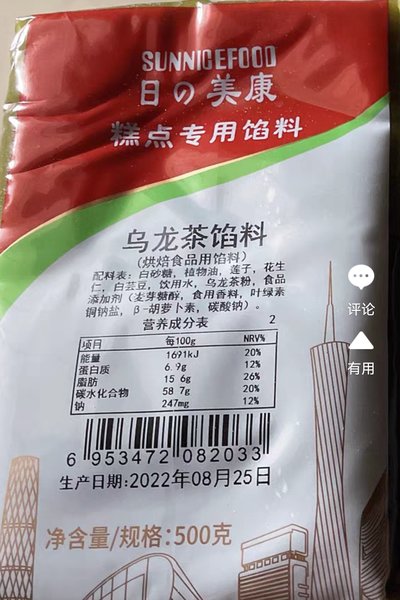 SUNNICEFOOD
日の美康
糕点专用馅料
乌龙茶馅料
(烘焙食品用馅料)
配料表：白砂糖，植物油，莲子，花生
仁，白芸豆，饮用水，乌龙茶粉，食品
添加剂（麦芽糖醇，食用香料，叶绿素
铜钠盐，β-胡萝卜素，碳酸钠）。
营养成分表 2
项目 每100g NRV%
能量 1691kJ 20%
蛋白质 6.9g 12%
脂肪 15.6g 26%
碳水化合物 58.7g 20%
钠 247mg 12%
6 953472 082033
生产日期:2022年08月25日
净含量/规格:500克
评论
有用